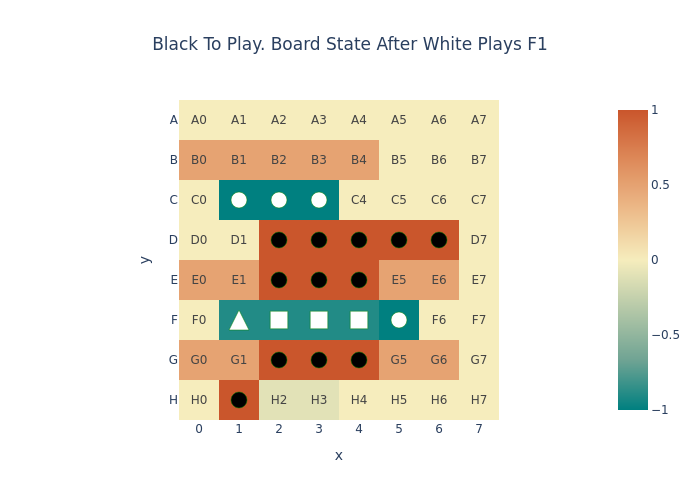 Black To Play. Board State After White Plays F1
A A0 A1 A2 A3 A4 A5 A6 A7
B B0 B1 B2 B3 B4 B5 B6 B7
C C0 C4 C5 C6 C7
D D0 D1 D7
E E0 E1 E5 E6 E7
F F0 F6 F7
G G0 G1 G5 G6 G7
H H0 H2 H3 H4 H5 H6 H7
0 1 2 3 4 5 6 7
x
y
1
0.5
0
−0.5
−1